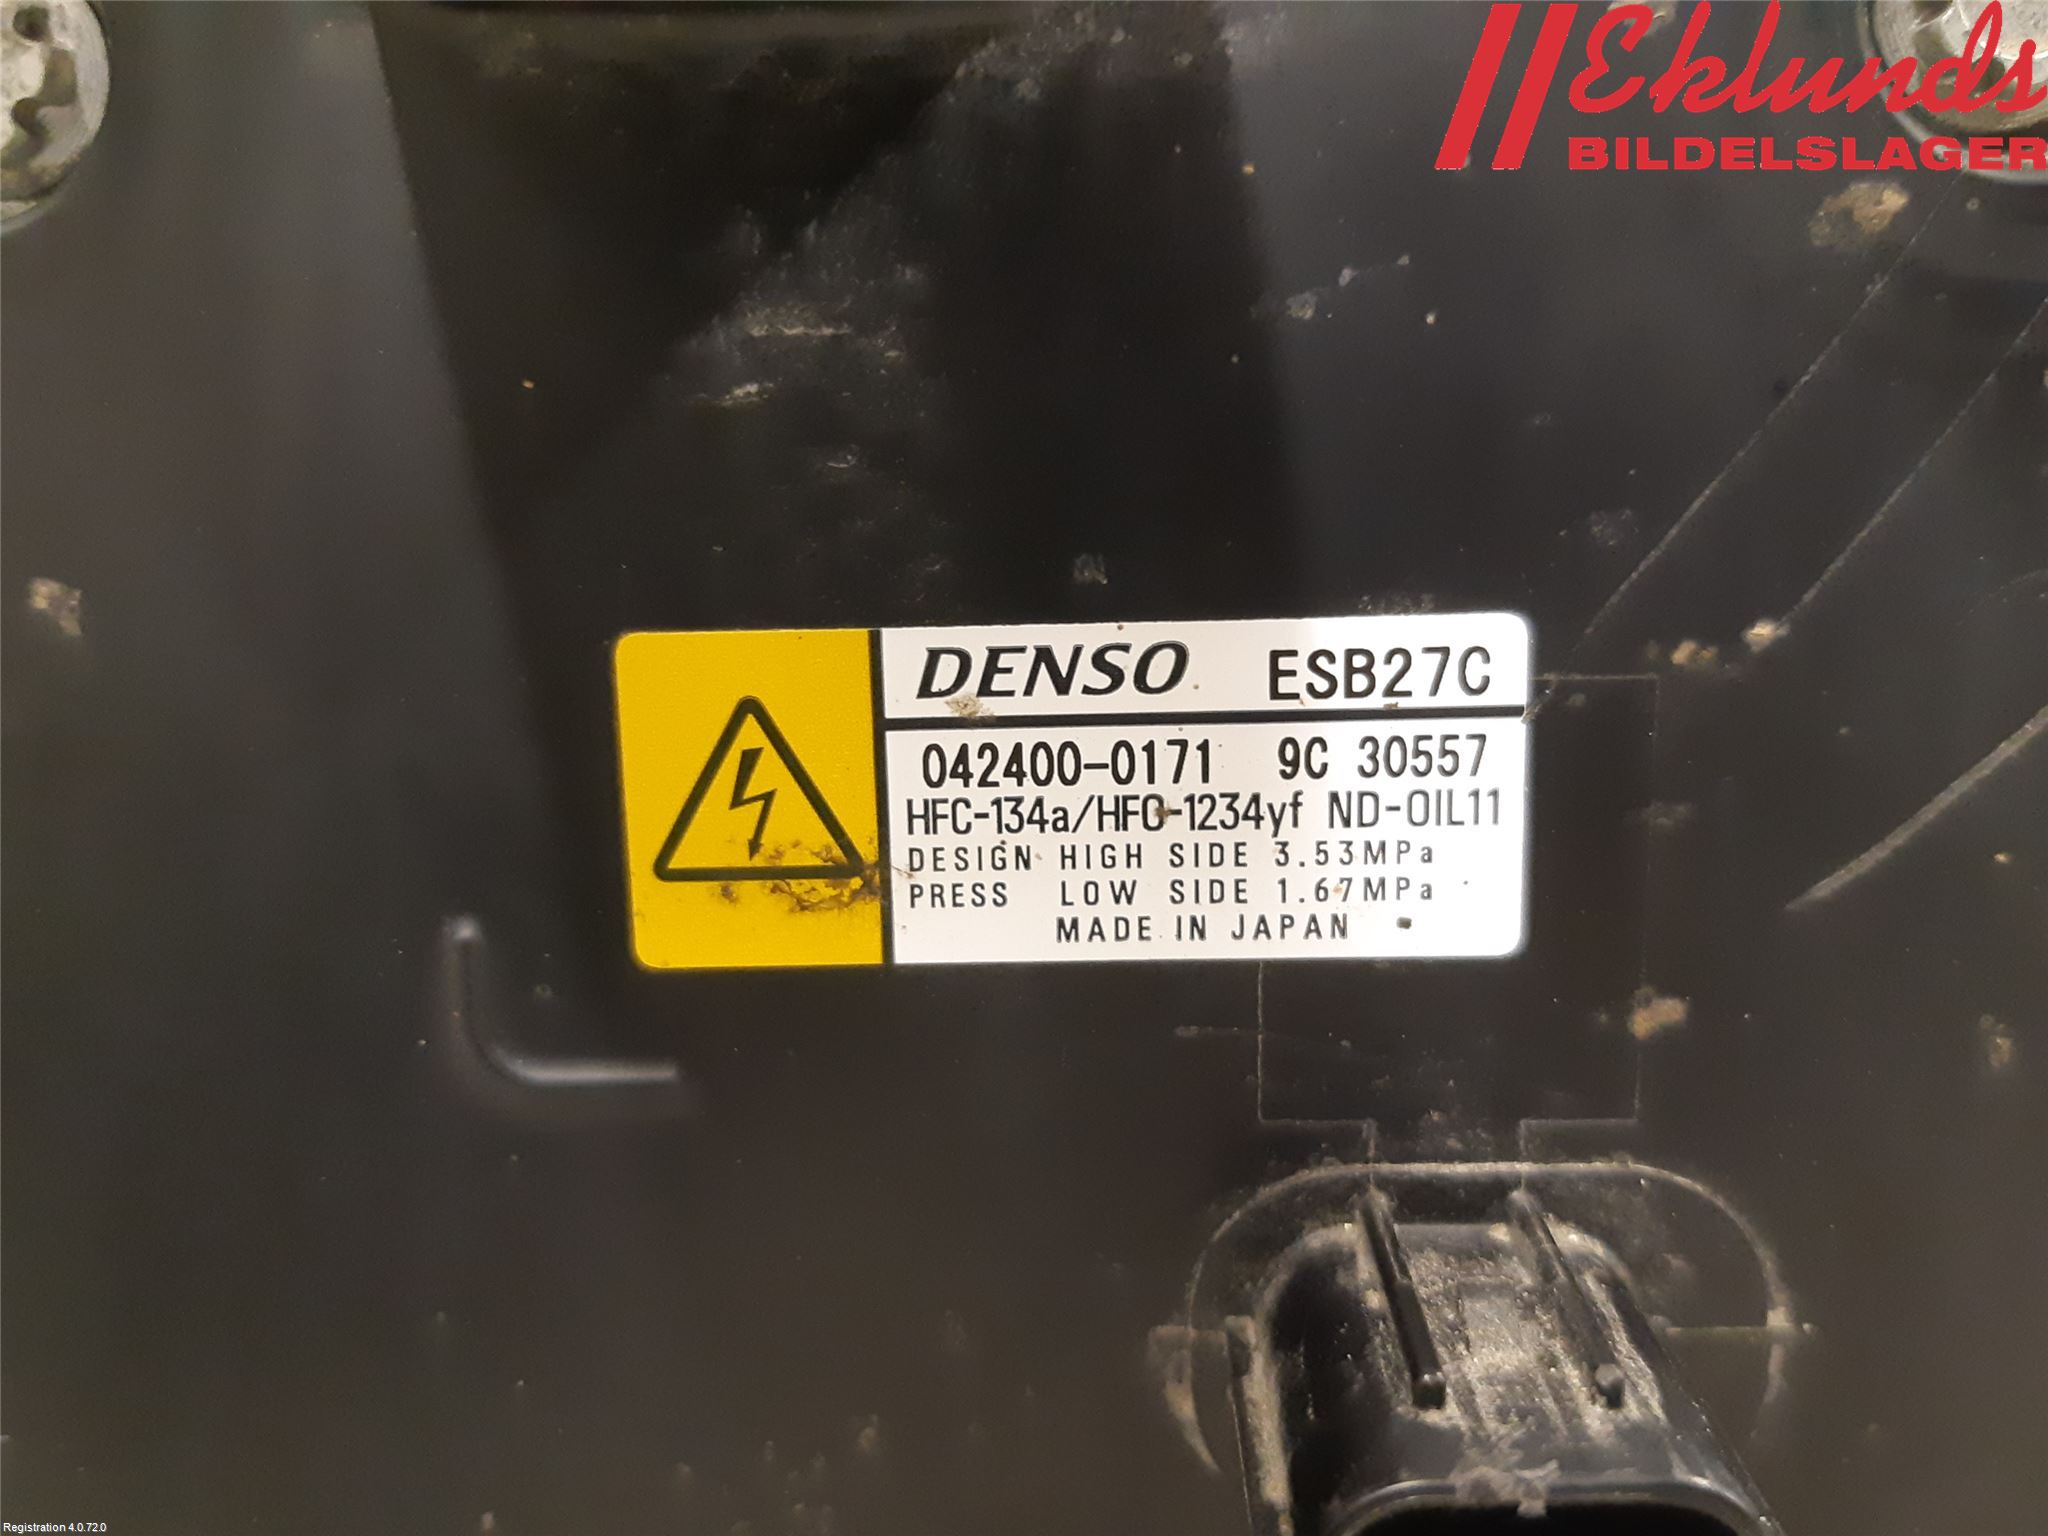 Eklunds
BILDELSLAGER
DENSO ESB27C
042400-0171 9C 30557
HFC-134a/HFO-1234yf ND-OIL11
DESIGN HIGH SIDE 3.53MPa
PRESS LOW SIDE 1.67MPa
MADE IN JAPAN
Registration 4.0.72.0